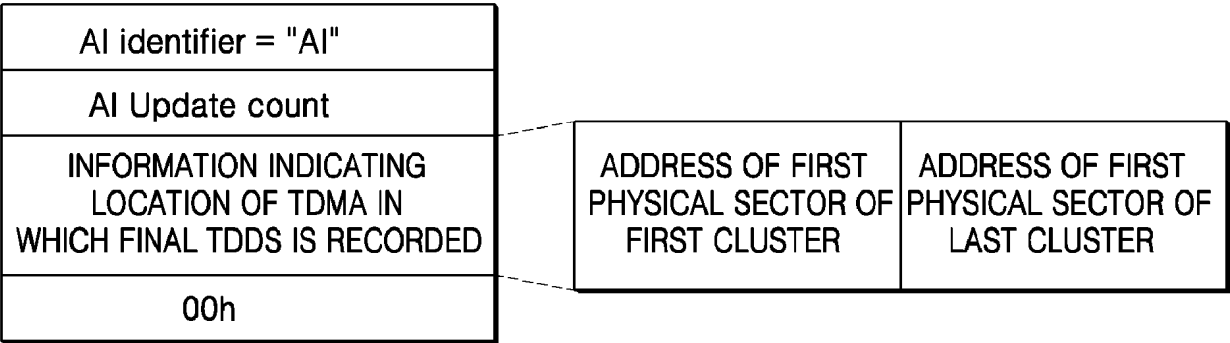 AI identifier = "AI"
AI Update count
INFORMATION INDICATING
LOCATION OF TDMA IN
WHICH FINAL TDDS IS RECORDED
00h
ADDRESS OF FIRST
PHYSICAL SECTOR OF
FIRST CLUSTER
ADDRESS OF FIRST
PHYSICAL SECTOR OF
LAST CLUSTER